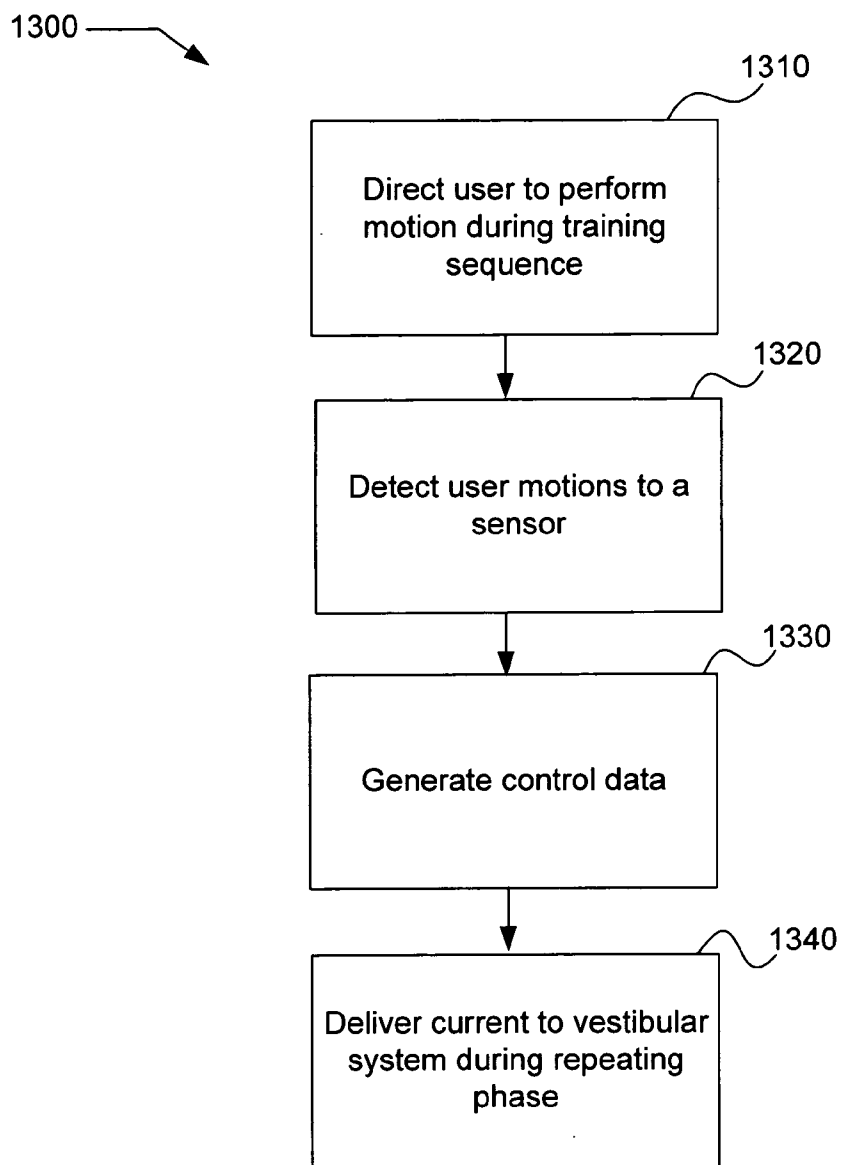 1300
1310
Direct user to perform
motion during training
sequence
1320
Detect user motions to a
sensor
1330
Generate control data
1340
Deliver current to vestibular
system during repeating
phase